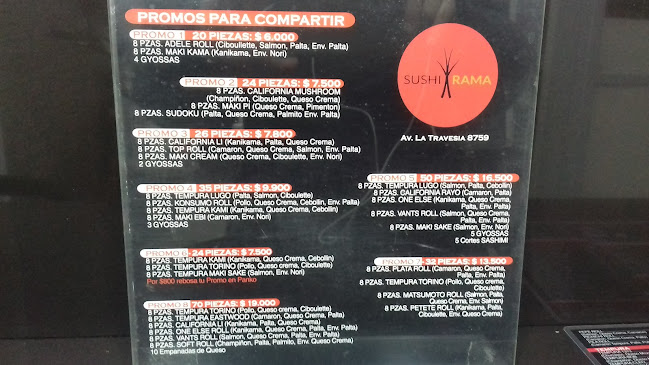 PROMOS PARA COMPARTIR
PROMO 1 20 PIEZAS: $ 6.000
8 PZAS. ADELE ROLL (Ciboullete, Salmon, Palta, Env. Palta)
8 PZAS. MAKI KAMA (Kanikama, Env. Nori)
4 GYOSSAS
PROMO 2 24 PIEZAS: $ 7.500
8 PZAS. CALIFORNIA MUSHROOM
(Champiñon, Ciboulette, Queso Crema)
8 PZAS. MAKI PI (Queso Crema, Pimenton)
8 PZAS. SUDOKU (Palta, Queso Crema, Palmito Env. Palta)
PROMO 3 26 PIEZAS: $ 7.800
8 PZAS. CALIFORNIA LI (Kanikama, Queso Crema, Palta)
8 PZAS. TOP ROLL (Camaron, Queso Crema, Salmon, Env. Palta)
8 PZAS. MAKI CREAM (Queso Crema, Ciboulette, Env. Nori)
2 GYOSSAS
PROMO 4 35 PIEZAS: $ 9.900
8 PZAS. TEMPURA LUGO (Palta, Salmon, Ciboulette)
8 PZAS. KONSUMO ROLL (Pollo, Queso Crema, Cebollin, Env. Palta)
8 PZAS. TEMPURA KAMI (Kanikama, Queso Crema, Cebollin)
8 PZAS. MAKI EBI (Camaron, Env. Nori)
3 GYOSSAS
PROMO 6 24 PIEZAS: $ 7.500
8 PZAS. TEMPURA KAMI (Kanikama, Queso Crema, Cebollin)
8 PZAS. TEMPURA TORINO (Pollo, Queso crema, Ciboulette)
8 PZAS. TEMPURA MAKI SAKE (Salmon, Env. Nori)
Por $800 rebosa tu Promo en Panko
PROMO 8 70 PIEZAS: $ 19.000
8 PZAS. TEMPURA TORINO (Pollo, Queso crema, Ciboulette)
8 PZAS. TEMPURA EASTWOOD (Camaron, Queso Crema, Palta)
8 PZAS. CALIFORNIA LI (Kanikama, Queso Crema, Palta)
8 PZAS. ONE ELSE ROLL (Kanikama, Queso Crema, Palta, Env. Palta)
8 PZAS. VANTS ROLL (Salmon, Queso Crema, Palta, Env. Palta)
8 PZAS. SOFT ROLL (Champiñon, Palta, Palmito, Env. Queso Crema)
10 Empanadas de Queso
SUSHI RAMA
Av. La Travesia 8759
PROMO 5 50 PIEZAS: $ 16.500
8 PZAS. TEMPURA LUGO (Salmon, Palta, Cebollin)
8 PZAS. CALIFORNIA RAYO (Camaron, Palta)
8 PZAS. ONE ELSE (Kanikama, Queso Crema,
Palta, Env. Palta)
8 PZAS. VANTS ROLL (Salmon, Queso Crema,
Palta, Env. Palta)
8 PZAS. MAKI SAKE (Salmon, Env. Nori)
5 GYOSSAS
5 Cortes SASHIMI
PROMO 7 32 PIEZAS: $ 13.500
8 PZAS. PLATA ROLL (Camaron, Queso Crema,
Palta, Env. Palta)
8 PZAS. TEMPURA TORINO (Pollo, Queso crema,
Ciboulette)
8 PZAS. MATSUMOTO ROLL (Salmon, Palta,
Queso Crema, Env. Salmon)
8 PZAS. PETETE ROLL (Kanikama, Palta,
Ciboulette, Env. Queso Crema)